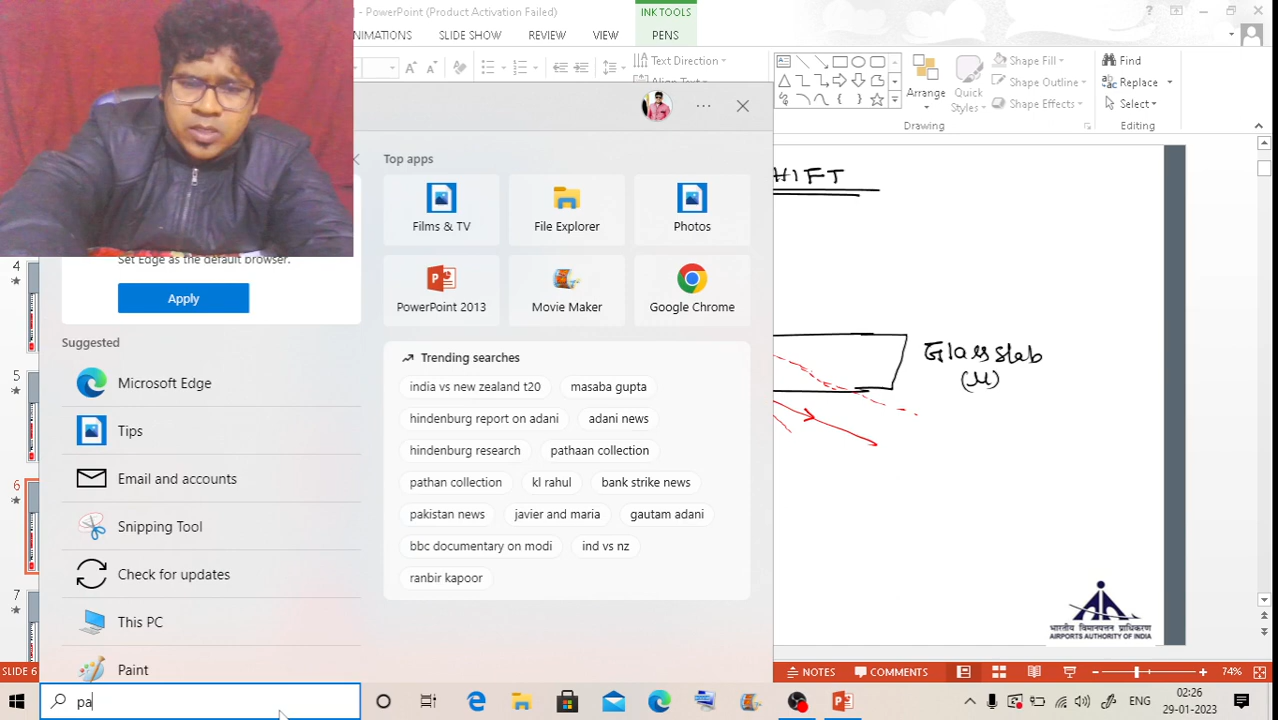 - PowerPoint (Product Activation Failed)
INK TOOLS
ANIMATIONS SLIDE SHOW REVIEW VIEW PENS
Text Direction
Align Text
Shape Fill
Shape Outline
Shape Effects
Arrange
Quick Styles
Find
Replace
Select
Drawing
Editing
Top apps
Films & TV
File Explorer
Photos
PowerPoint 2013
Movie Maker
Google Chrome
Set Edge as the default browser.
Apply
Suggested
Microsoft Edge
Tips
Email and accounts
Snipping Tool
Check for updates
This PC
Paint
Trending searches
india vs new zealand t20
masaba gupta
hindenburg report on adani
adani news
hindenburg research
pathaan collection
pathan collection
kl rahul
bank strike news
pakistan news
javier and maria
gautam adani
bbc documentary on modi
ind vs nz
ranbir kapoor
HIFT
Glass slab
(μ)
भारतीय विमानपत्तन प्राधिकरण
AIRPORTS AUTHORITY OF INDIA
4
5
6
7
SLIDE 6
NOTES
COMMENTS
74%
pa
ENG
02:26
29-01-2023